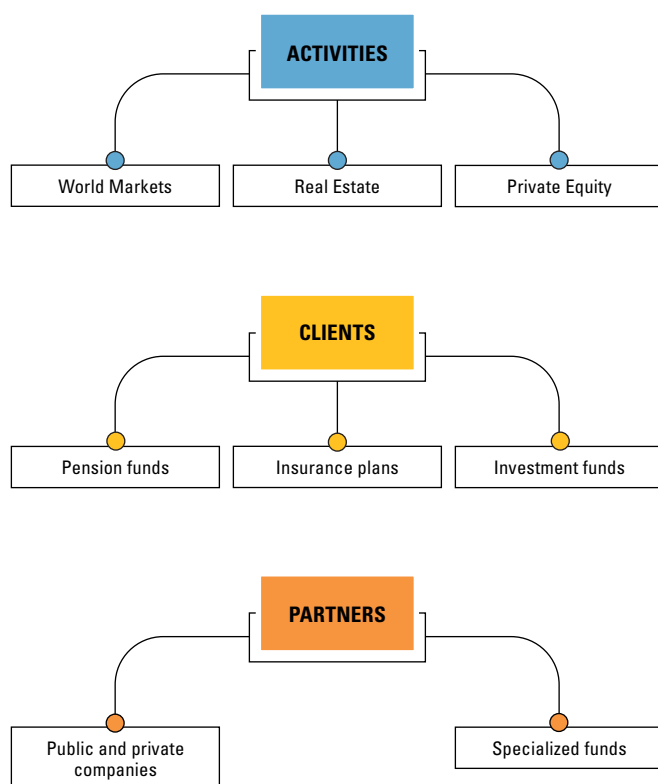 ACTIVITIES
World Markets
Real Estate
Private Equity
CLIENTS
Pension funds
Insurance plans
Investment funds
PARTNERS
Public and private
companies
Specialized funds